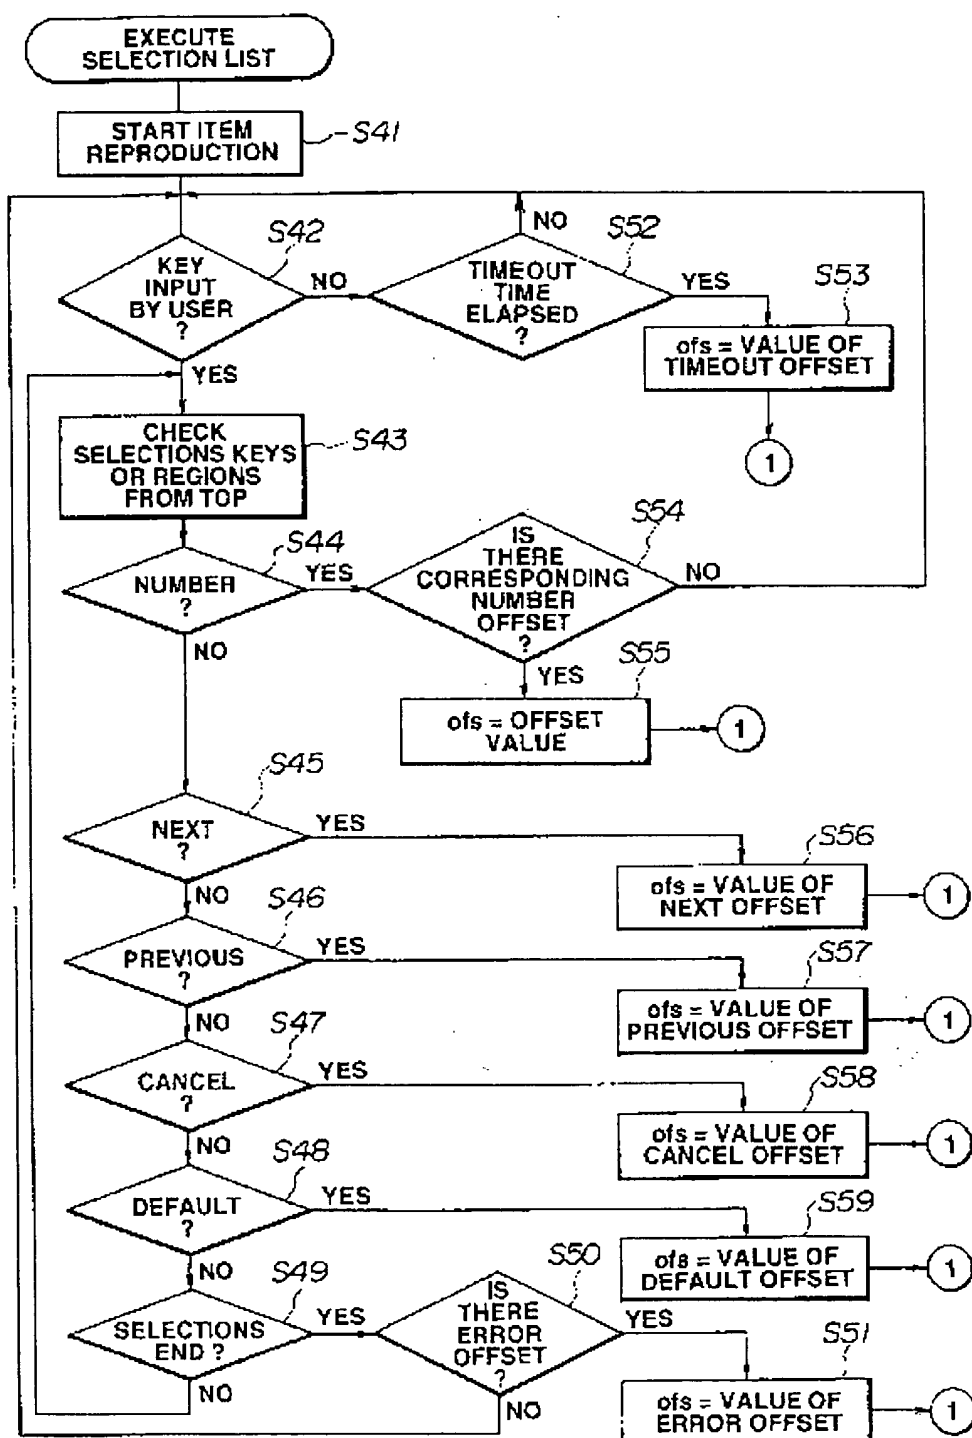 EXECUTE
SELECTION LIST
START ITEM
REPRODUCTION
S41
S42
KEY
INPUT
BY USER
?
NO
YES
S52
NO
TIMEOUT
TIME
ELAPSED
?
YES
S53
ofs = VALUE OF
TIMEOUT OFFSET
1
CHECK
SELECTIONS KEYS
OR REGIONS
FROM TOP
S43
S44
NUMBER
?
YES
NO
S54
IS
THERE
CORRESPONDING
NUMBER
OFFSET
?
NO
YES
S55
ofs = OFFSET
VALUE
1
S45
NEXT
?
YES
NO
S56
ofs = VALUE OF
NEXT OFFSET
1
S46
PREVIOUS
?
YES
NO
S57
ofs = VALUE OF
PREVIOUS OFFSET
1
S47
CANCEL
?
YES
NO
S58
ofs = VALUE OF
CANCEL OFFSET
1
S48
DEFAULT
?
YES
NO
S59
ofs = VALUE OF
DEFAULT OFFSET
1
S49
SELECTIONS
END ?
YES
NO
S50
IS
THERE
ERROR
OFFSET
?
YES
NO
S51
ofs = VALUE OF
ERROR OFFSET
1